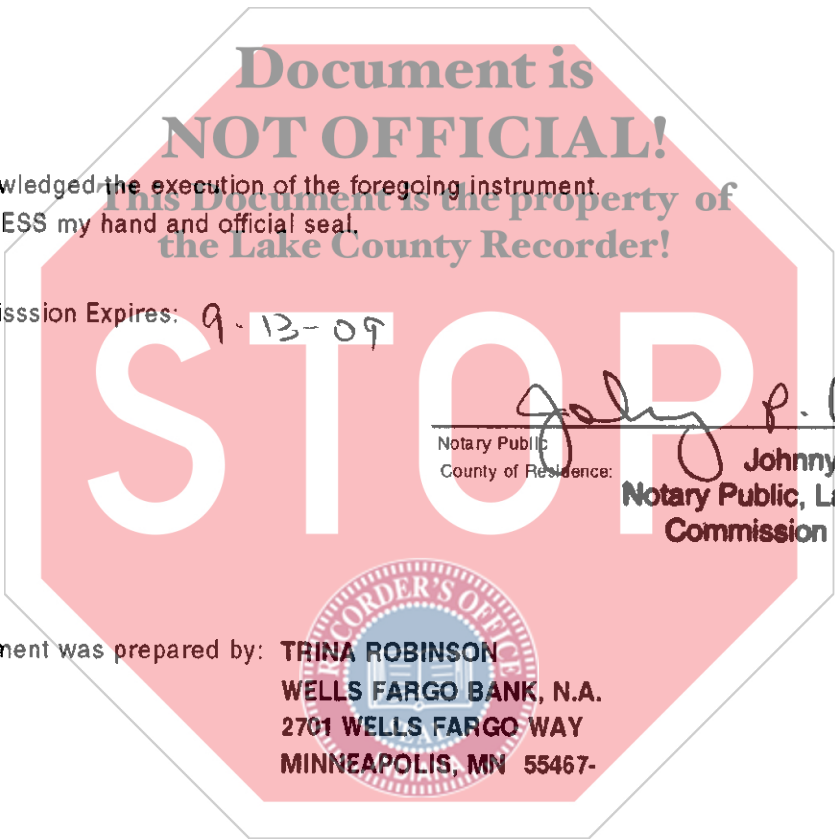 Document is
NOT OFFICIAL!
wledged the execution of the foregoing instrument.
This Document is the property of
ESS my hand and official seal.
the Lake County Recorder!
isssion Expires: 9-13-09
STOP
P.
Notary Public
County of Residence:
Johnny
Notary Public, La
Commission
RECORDER'S OFFICE
ment was prepared by: TRINA ROBINSON
WELLS FARGO BANK, N.A.
2701 WELLS FARGO WAY
SEAL
MINNEAPOLIS, MN 55467-
INDIANA